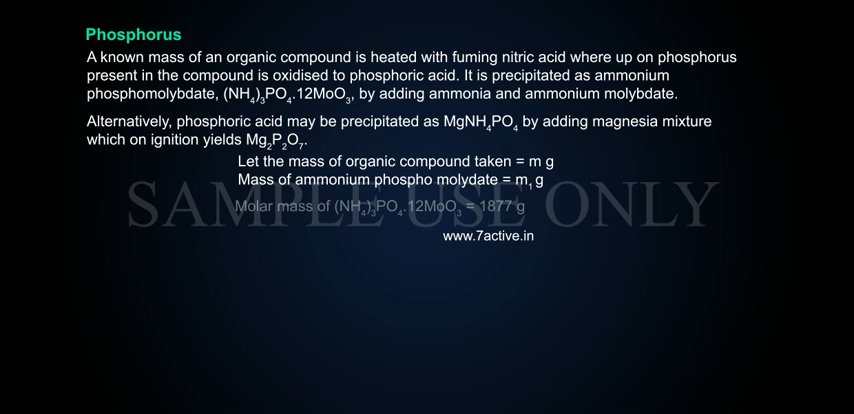 Phosphorus
A known mass of an organic compound is heated with fuming nitric acid where up on phosphorus
present in the compound is oxidised to phosphoric acid. It is precipitated as ammonium
phosphomolybdate, (NH₄)₃PO₄.12MoO₃, by adding ammonia and ammonium molybdate.
Alternatively, phosphoric acid may be precipitated as MgNH₄PO₄ by adding magnesia mixture
which on ignition yields Mg₂P₂O₇.
Let the mass of organic compound taken = m g
Mass of ammonium phospho molydate = m₁ g
SAMPLE USE ONLY
Molar mass of (NH₄)₃PO₄.12MoO₃ = 1877 g
www.7active.in